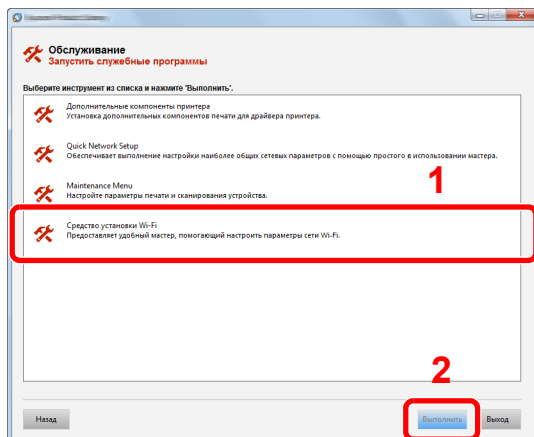 Обслуживание
Запустить служебные программы
Выберите инструмент из списка и нажмите 'Выполнить'.
Дополнительные компоненты принтера
Установка дополнительных компонентов печати для драйвера принтера.
Quick Network Setup
Обеспечивает выполнение настройки наиболее общих сетевых параметров с помощью простого в использовании мастера.
1
Maintenance Menu
Настройте параметры печати и сканирования устройства.
Средство установки Wi-Fi
Предоставляет удобный мастер, помогающий настроить параметры сети Wi-Fi.
2
Назад
Выполнить
Выход